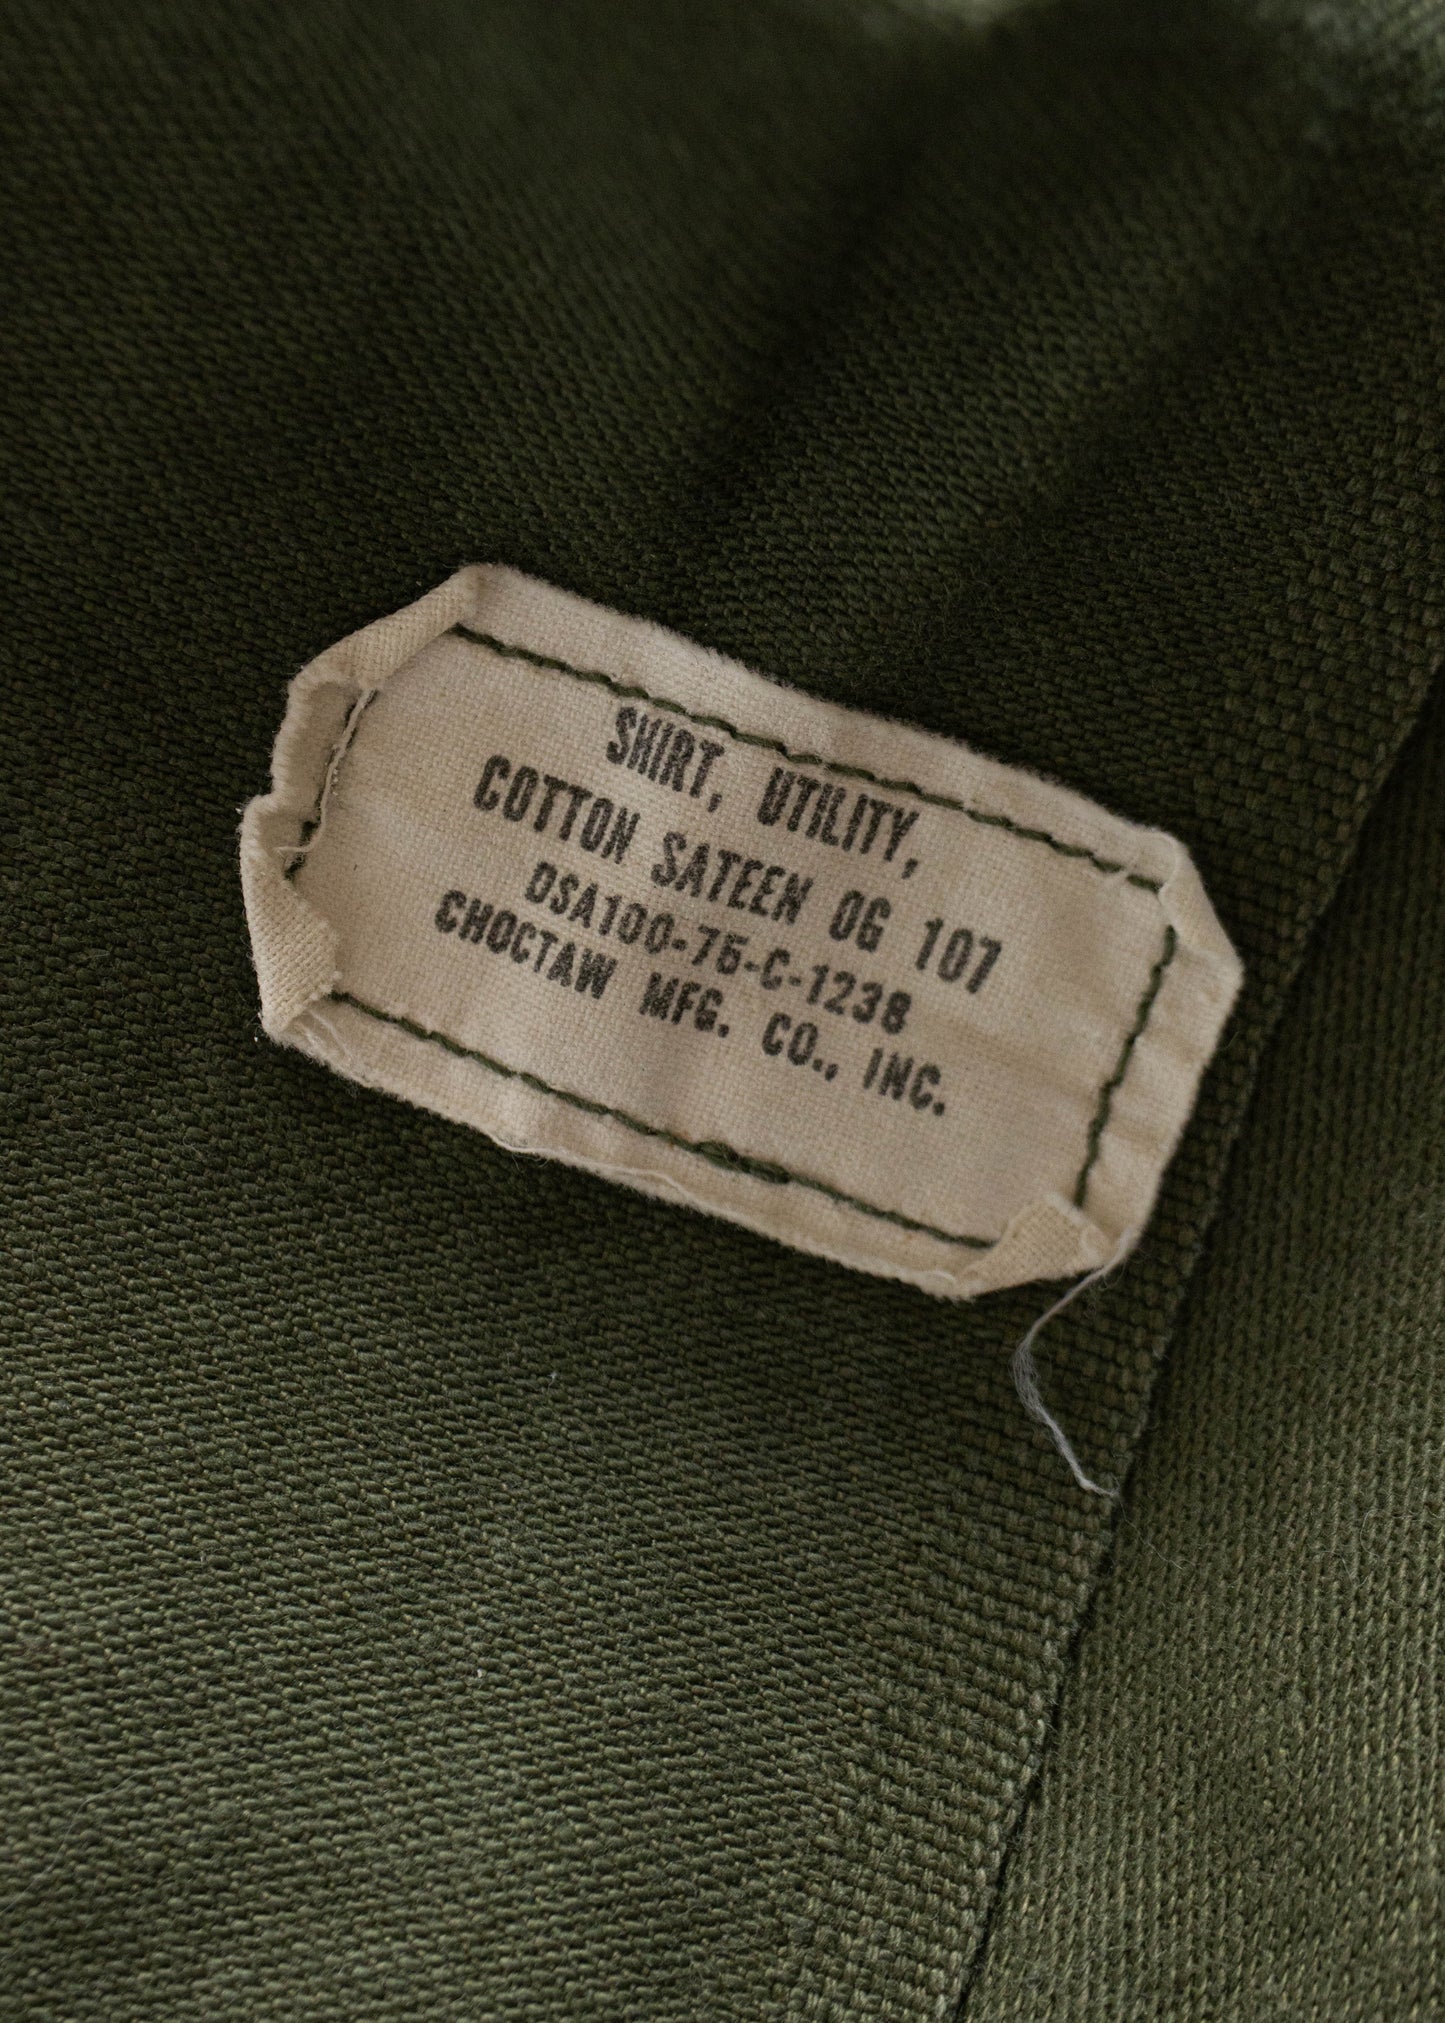 SHIRT, UTILITY,
COTTON SATEEN OG 107
DSA100-75-C-1238
CHOCTAW MFG. CO., INC.